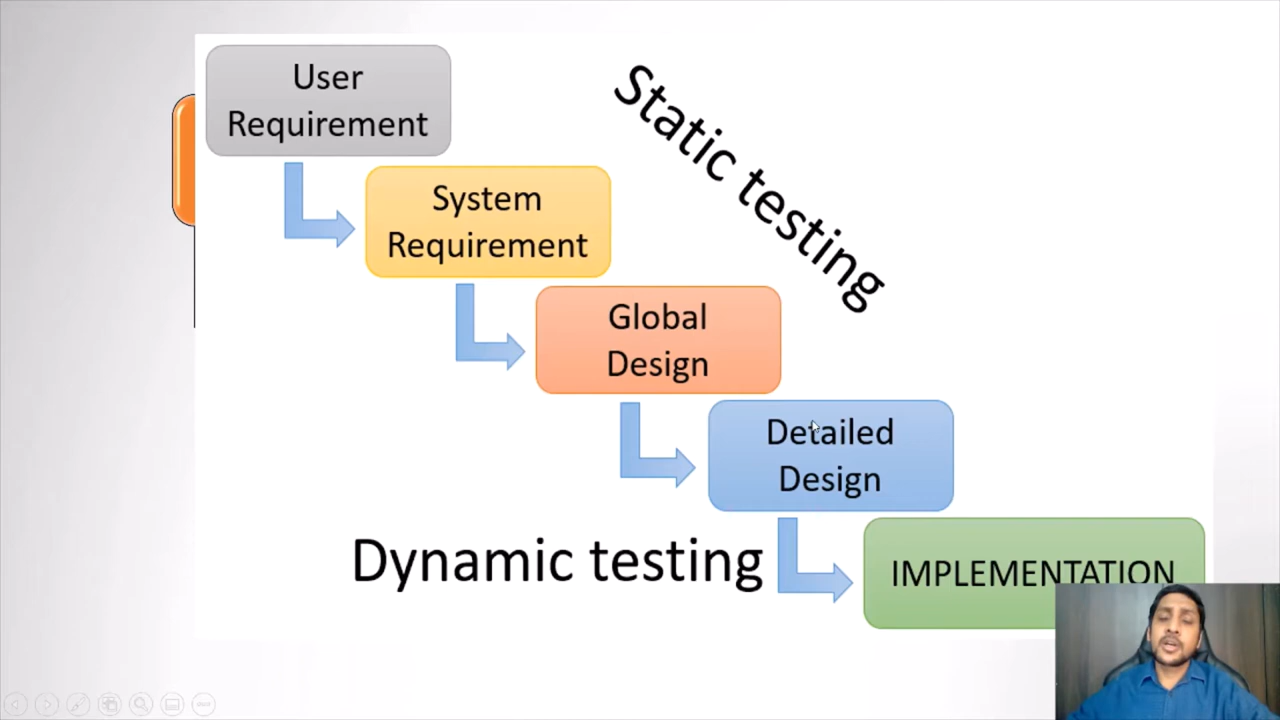 User
Requirement
Static testing
System
Requirement
Global
Design
Detailed
Design
Dynamic testing
IMPLEMENTATION